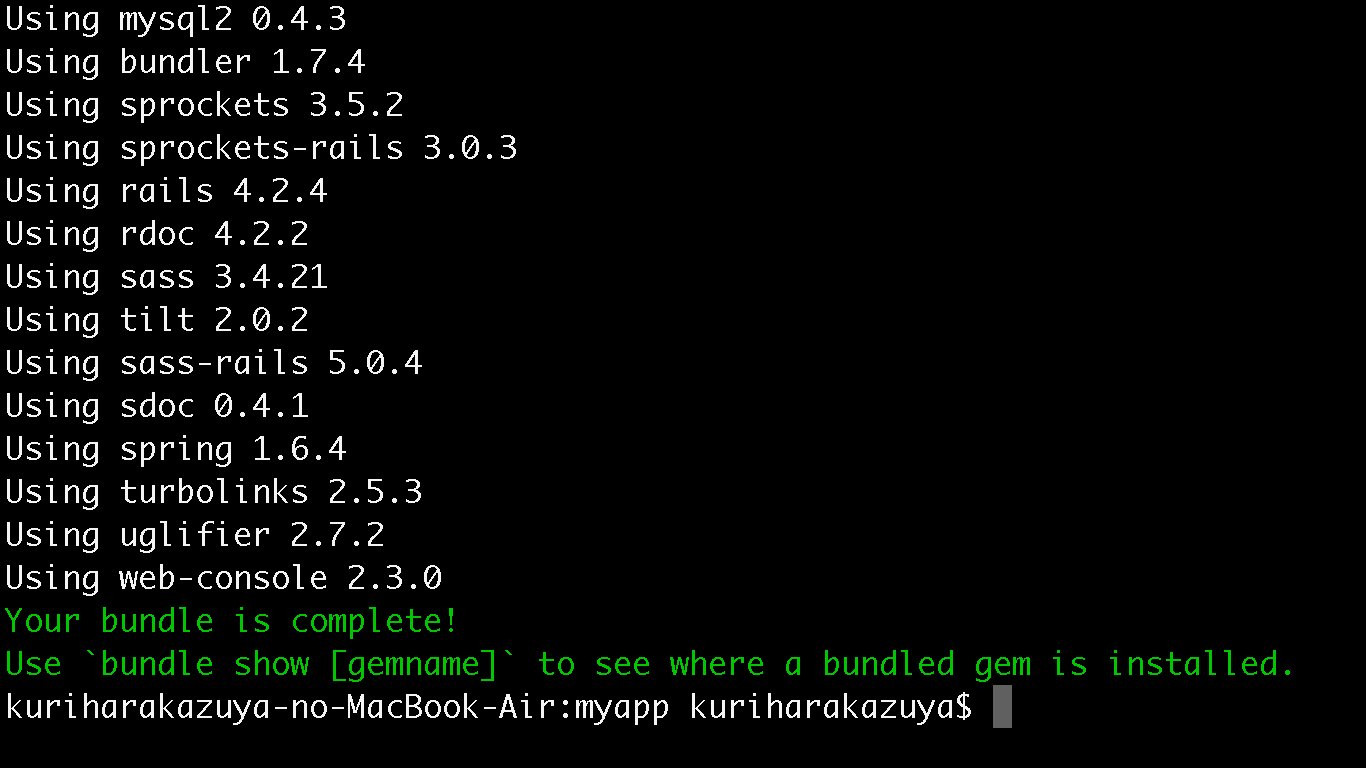 Using mysql2 0.4.3
Using bundler 1.7.4
Using sprockets 3.5.2
Using sprockets-rails 3.0.3
Using rails 4.2.4
Using rdoc 4.2.2
Using sass 3.4.21
Using tilt 2.0.2
Using sass-rails 5.0.4
Using sdoc 0.4.1
Using spring 1.6.4
Using turbolinks 2.5.3
Using uglifier 2.7.2
Using web-console 2.3.0
Your bundle is complete!
Use `bundle show [gemname]` to see where a bundled gem is installed.
kuriharakazuya-no-MacBook-Air:myapp kuriharakazuya$